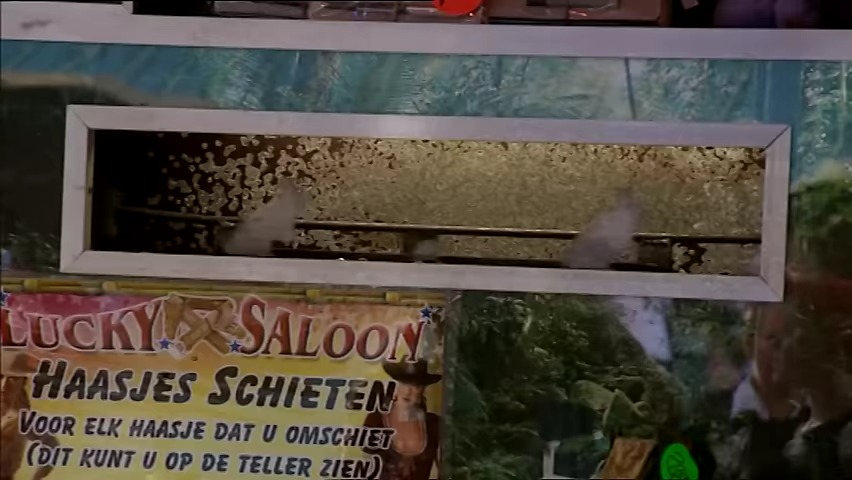 LUCKY SALOON
HAASJES SCHIETEN
VOOR ELK HAASJE DAT U OMSCHIET
(DIT KUNT U OP DE TELLER ZIEN)